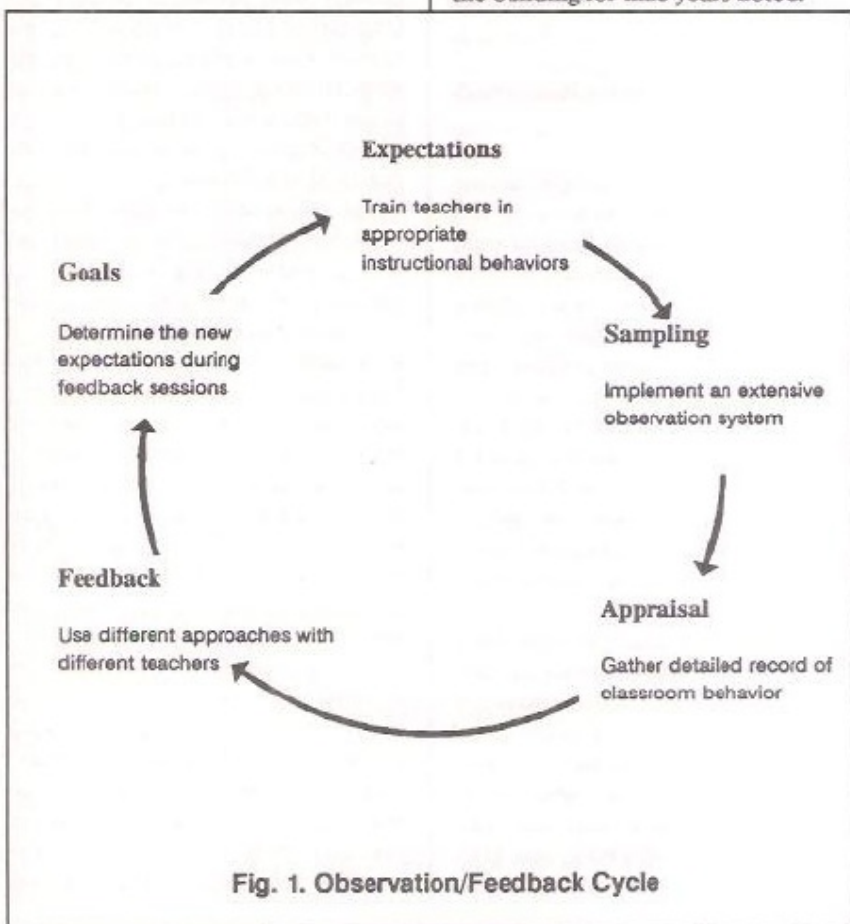 Expectations
Train teachers in
appropriate
instructional behaviors
Sampling
Implement an extensive
observation system
Appraisal
Gather detailed record of
classroom behavior
Feedback
Use different approaches with
different teachers
Goals
Determine the new
expectations during
feedback sessions
Fig. 1. Observation/Feedback Cycle